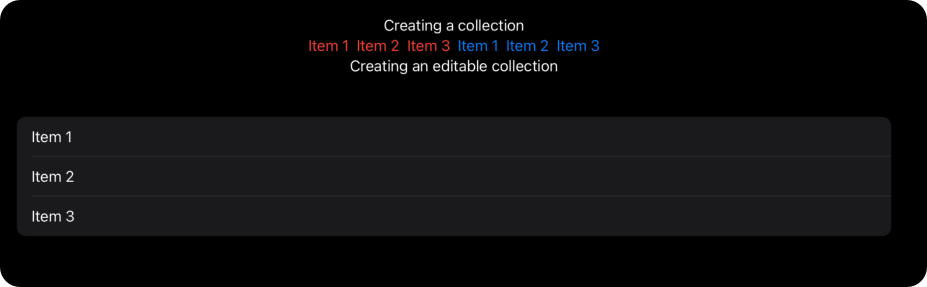 Creating a collection
Item 1 Item 2 Item 3 Item 1 Item 2 Item 3
Creating an editable collection
Item 1
Item 2
Item 3